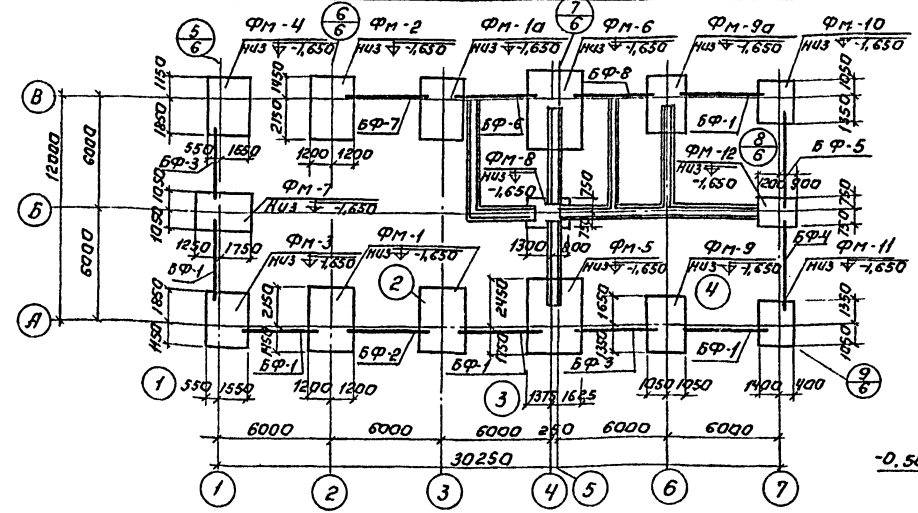 Фм-4 Фм-2 Фм-1а Фм-6 Фм-9а Фм-10
5/6 6/6 7/6
низ -1,650 низ -1,650 низ -1,650 низ -1,650 низ -1,650
БФ-8
1150 1450 1050
В
1850 2150 1350
БФ-7 БФ-6 БФ-1
8/6
550 1650 1200 1200
БФ-3 Фм-8 Фм-12 БФ-5
низ -1,650 низ -1,650
12000 6000
1050 Фм-7 750 1200 900 750
Б
низ -1,650
1050 750 750
1250 1750 Фм-3 Фм-1 1300 800 Фм-5 Фм-9 БФ-4 Фм-11
БФ-1 низ -1,650 низ -1,650 низ -1,650 низ -1,650 низ -1,650
6000
1850 2150 2 2450 1650 4 1350
А
1150 1450 1750 1350 1050
БФ-1 БФ-2 БФ-1 БФ-3 БФ-1
9/6
1 550 1550 1200 1200 3 1375 1625 1050 1050 1400 400
6000 6000 6000 250 6000 6000
30250
1 2 3 4 5 6 7